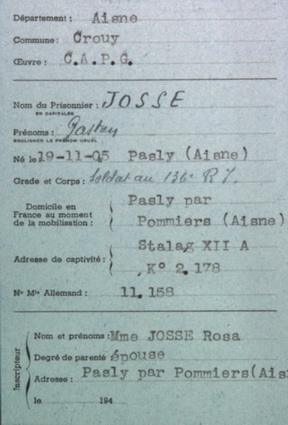 Département: Aisne
Commune: Crouy
Œuvre: C.A.P.G.
Nom du Prisonnier: JOSSE
EN CAPITALES
Prénoms: Gaston
SOULIGNER LE PRÉNOM USUEL
Né le 19-11-05 Pasly (Aisne)
Grade et Corps: Soldat au 136e R I.
Domicile en France au moment de la mobilisation: Pasly par
Pommiers (Aisne)
Adresse de captivité: Stalag XII A
K° 2.178
N° Mle Allemand: 11.158
Inscripteur
Nom et prénoms: Mme JOSSE Rosa
Degré de parenté épouse
Adresse: Pasly par Pommiers(Ais
le 194